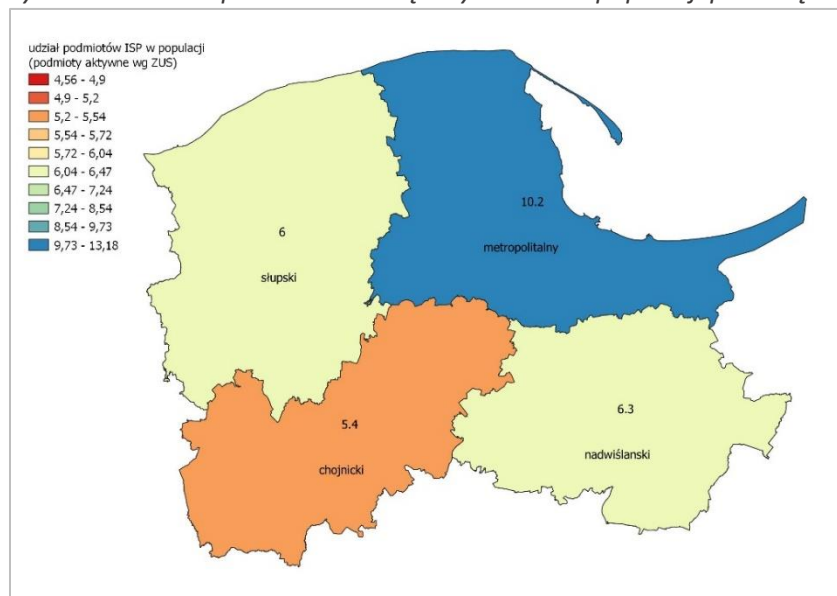 udział podmiotów ISP w populacji
(podmioty aktywne wg ZUS)
4,56 - 4,9
4,9 - 5,2
5,2 - 5,54
5,54 - 5,72
5,72 - 6,04
6,04 - 6,47
6,47 - 7,24
7,24 - 8,54
8,54 - 9,73
9,73 - 13,18
10.2
metropolitalny
6
słupski
5.4
chojnicki
6.3
nadwiślanski